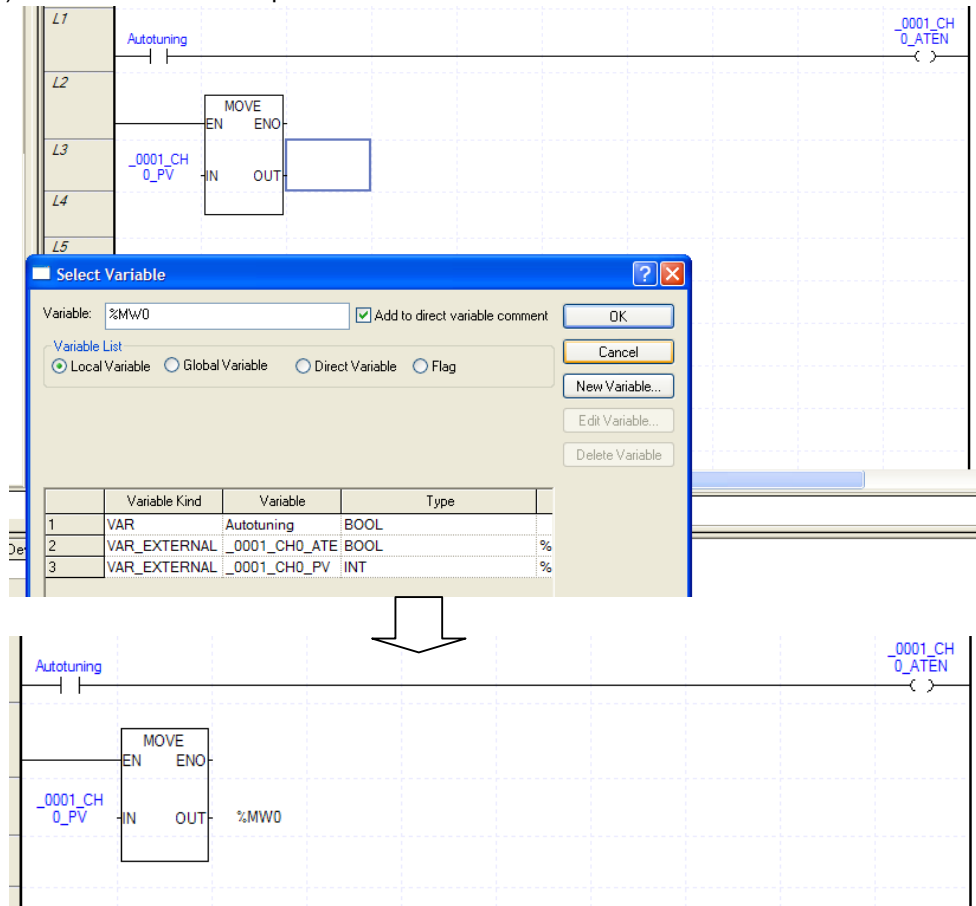 L1
Autotuning
_0001_CH
0_ATEN
L2
MOVE
EN ENO
L3
_0001_CH
0_PV
IN OUT
L4
L5
Select Variable
Variable: %MW0 Add to direct variable comment OK
Variable List
Local Variable Global Variable Direct Variable Flag
Cancel
New Variable...
Edit Variable...
Delete Variable
Variable Kind Variable Type
1 VAR Autotuning BOOL
2 VAR_EXTERNAL _0001_CH0_ATE BOOL %
3 VAR_EXTERNAL _0001_CH0_PV INT %
Autotuning
_0001_CH
0_ATEN
MOVE
EN ENO
_0001_CH
0_PV
IN OUT %MW0